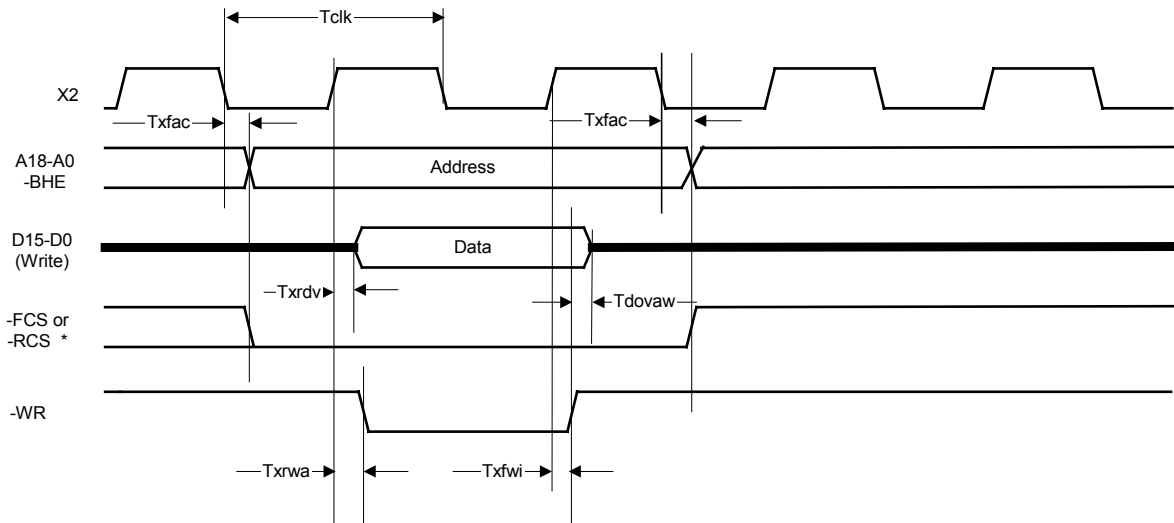 Tclk
X2
Txfac
Txfac
A18-A0
-BHE
Address
D15-D0
(Write)
Data
Txrdv
Tdovaw
-FCS or
-RCS *
-WR
Txrwa
Txfwi